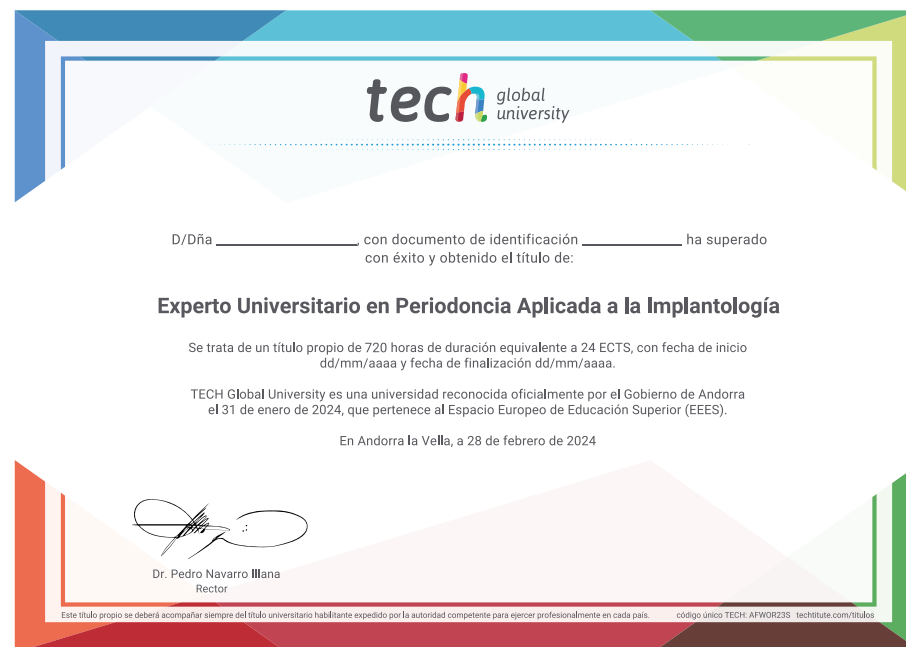 tech global
university
D/Dña ____________________, con documento de identificación ______________ ha superado
con éxito y obtenido el título de:
Experto Universitario en Periodoncia Aplicada a la Implantología
Se trata de un título propio de 720 horas de duración equivalente a 24 ECTS, con fecha de inicio
dd/mm/aaaa y fecha de finalización dd/mm/aaaa.
TECH Global University es una universidad reconocida oficialmente por el Gobierno de Andorra
el 31 de enero de 2024, que pertenece al Espacio Europeo de Educación Superior (EEES).
En Andorra la Vella, a 28 de febrero de 2024
Dr. Pedro Navarro Illana
Rector
Este título propio se deberá acompañar siempre del título universitario habilitante expedido por la autoridad competente para ejercer profesionalmente en cada país. código único TECH: AFWOR23S techtitute.com/títulos